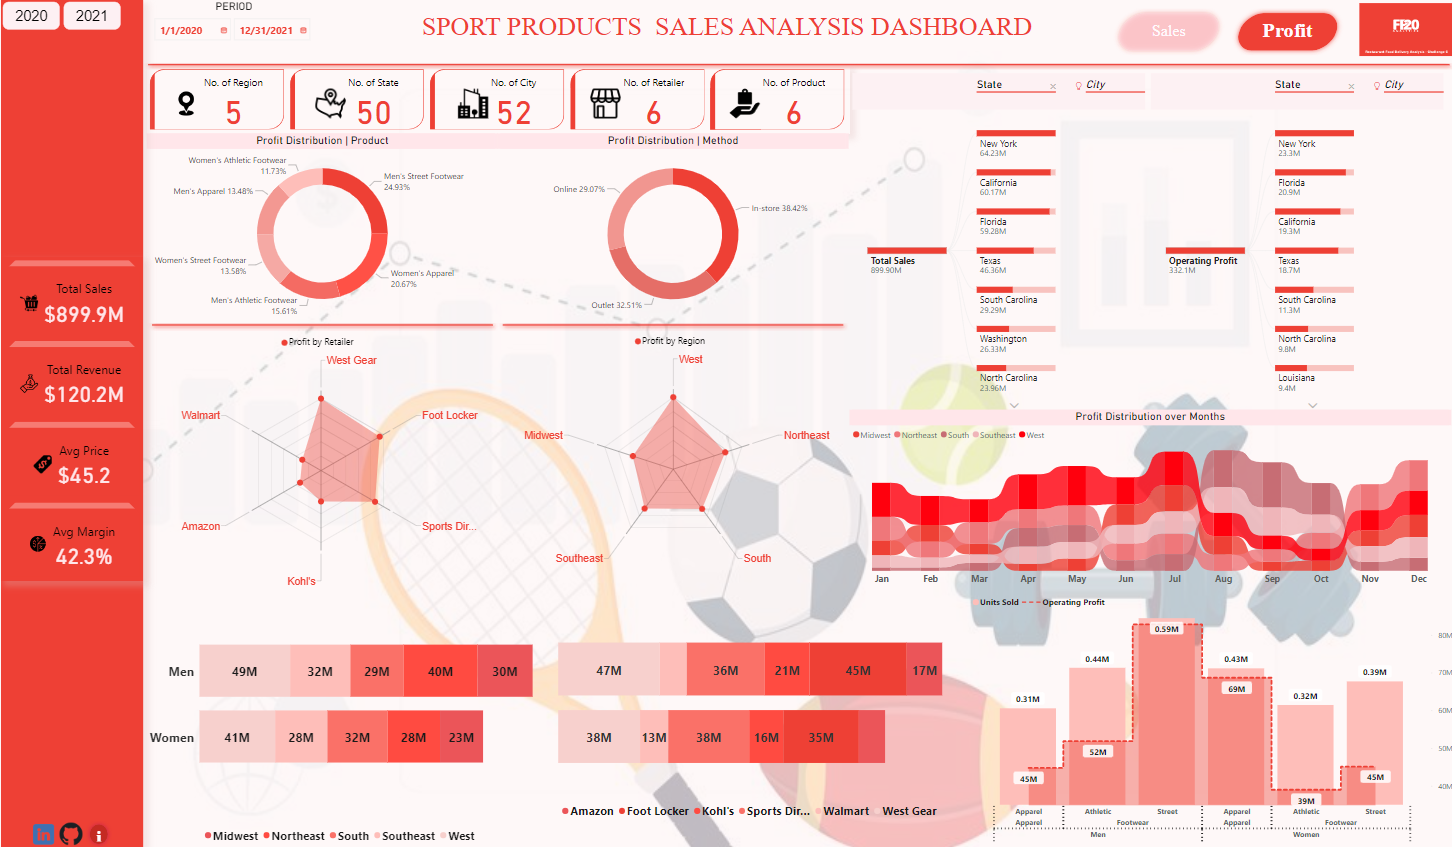 2020 2021
PERIOD
1/1/2020 12/31/2021
SPORT PRODUCTS SALES ANALYSIS DASHBOARD
Sales
Profit
FP20
No. of Region
5
No. of State
50
No. of City
52
No. of Retailer
6
No. of Product
6
Total Sales
$899.9M
Total Revenue
$120.2M
Avg Price
$45.2
Avg Margin
42.3%
Profit Distribution | Product
Women's Athletic Footwear
11.73%
Men's Street Footwear
24.93%
Men's Apparel 13.48%
Women's Street Footwear
13.58%
Women's Apparel
20.67%
Men's Athletic Footwear
15.61%
Profit Distribution | Method
Online 29.07%
In-store 38.42%
Outlet 32.51%
State City
New York
64.23M
California
60.17M
Florida
59.28M
Total Sales
899.90M
Texas
46.36M
South Carolina
29.29M
Washington
26.33M
North Carolina
23.96M
State City
New York
23.3M
Florida
20.9M
California
19.3M
Operating Profit
332.1M
Texas
18.7M
South Carolina
11.3M
North Carolina
9.8M
Louisiana
9.4M
Profit by Retailer
West Gear
Walmart
Foot Locker
Amazon
Sports Dir...
Kohl's
Profit by Region
West
Midwest
Northeast
Southeast
South
Profit Distribution over Months
Midwest Northeast South Southeast West
Jan Feb Mar Apr May Jun Jul Aug Sep Oct Nov Dec
Men 49M 32M 29M 40M 30M
Women 41M 28M 32M 28M 23M
Midwest Northeast South Southeast West
47M 36M 21M 45M 17M
38M 13M 38M 16M 35M
Amazon Foot Locker Kohl's Sports Dir... Walmart West Gear
Units Sold Operating Profit
0.31M 0.44M 0.59M 0.43M 0.32M 0.39M
45M 52M 69M 39M 45M
80M
70M
60M
50M
40M
Apparel Athletic Street Apparel Athletic Street
Apparel Footwear Apparel Footwear
Men Women
in
i